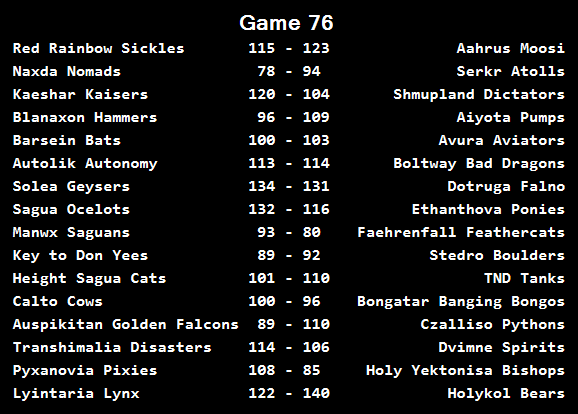 Game 76
Red Rainbow Sickles 115 - 123 Aahrus Moosi
Naxda Nomads 78 - 94 Serkr Atolls
Kaeshar Kaisers 120 - 104 Shmupland Dictators
Blanaxon Hammers 96 - 109 Aiyota Pumps
Barsein Bats 100 - 103 Avura Aviators
Autolik Autonomy 113 - 114 Boltway Bad Dragons
Solea Geysers 134 - 131 Dotruga Falno
Sagua Ocelots 132 - 116 Ethanthova Ponies
Manwx Saguans 93 - 80 Faehrenfall Feathercats
Key to Don Yees 89 - 92 Stedro Boulders
Height Sagua Cats 101 - 110 TND Tanks
Calto Cows 100 - 96 Bongatar Banging Bongos
Auspikitan Golden Falcons 89 - 110 Czalliso Pythons
Transhimalia Disasters 114 - 106 Dvimne Spirits
Pyxanovia Pixies 108 - 85 Holy Yektonisa Bishops
Lyintaria Lynx 122 - 140 Holykol Bears